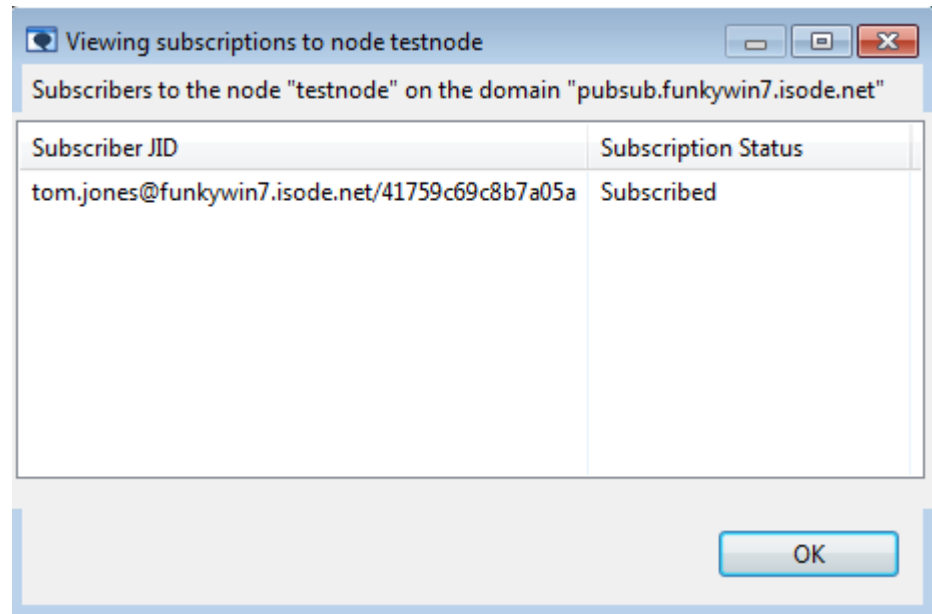 Viewing subscriptions to node testnode
Subscribers to the node "testnode" on the domain "pubsub.funkywin7.isode.net"
Subscriber JID Subscription Status
tom.jones@funkywin7.isode.net/41759c69c8b7a05a Subscribed
OK